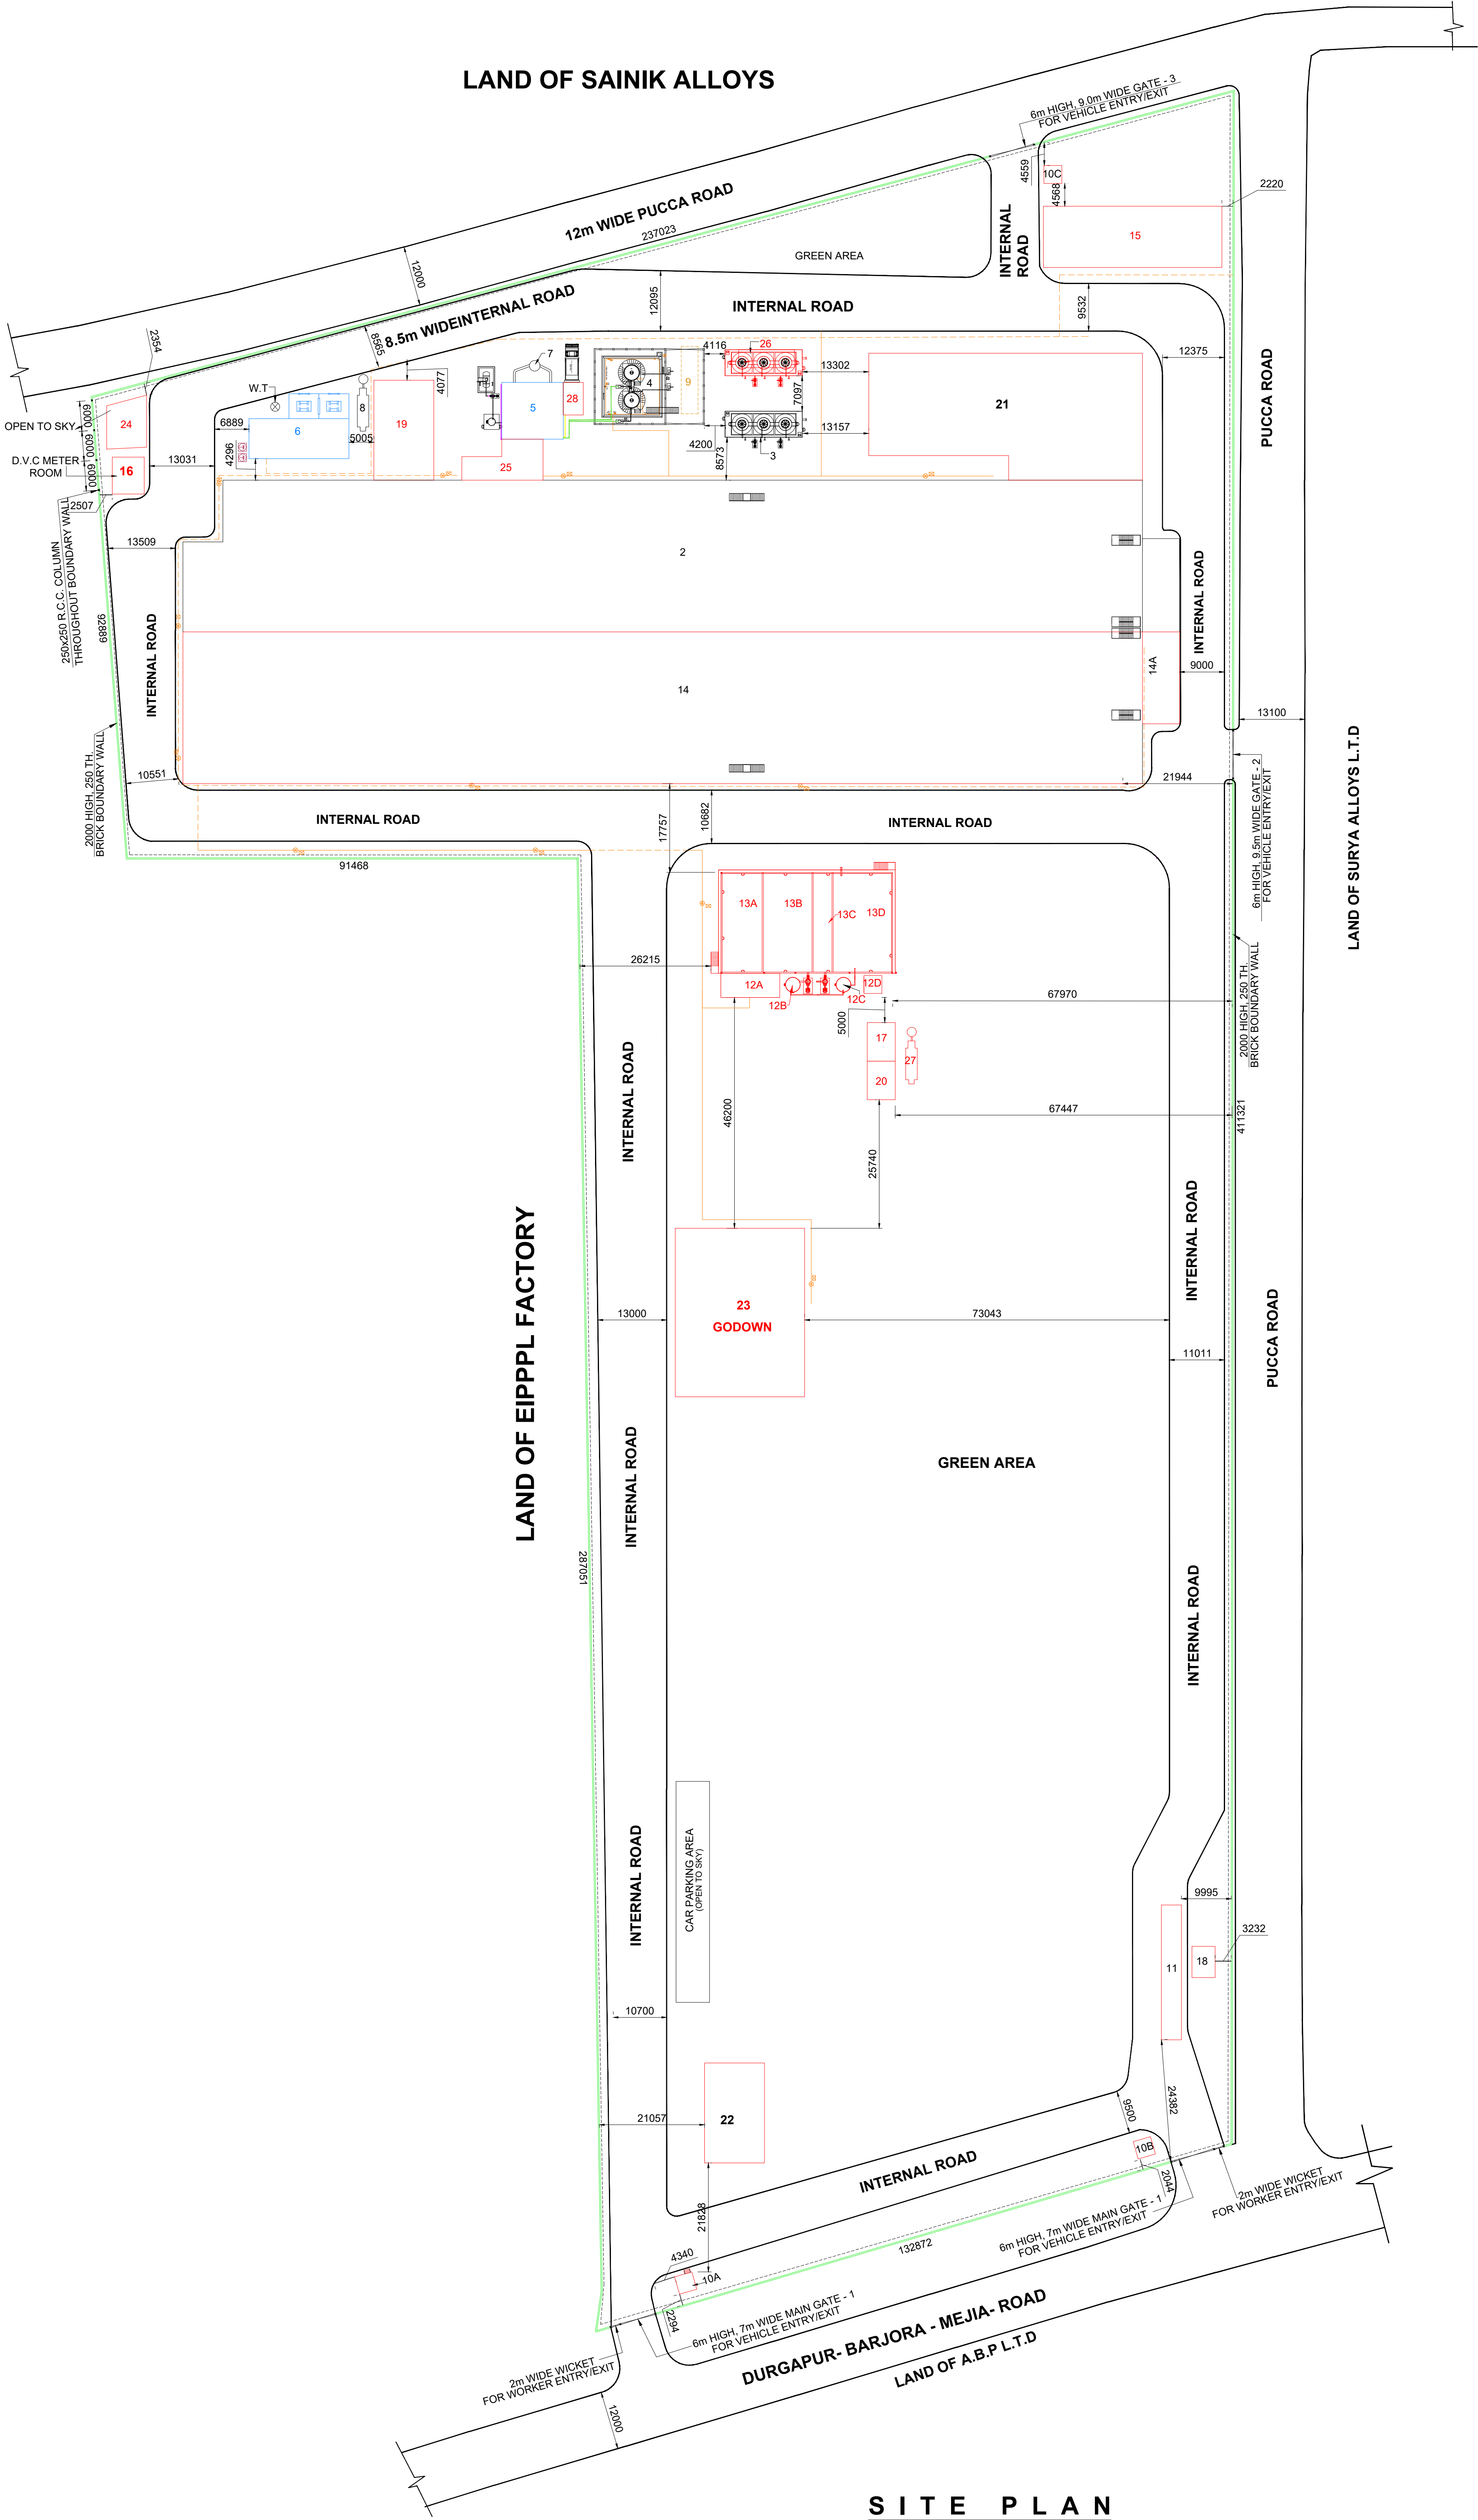 LAND OF SAINIK ALLOYS
6m HIGH, 9.0m WIDE GATE - 3
FOR VEHICLE ENTRY/EXIT
4559
10C
4568
2220
15
12m WIDE PUCCA ROAD
237023
12000
GREEN AREA
INTERNAL
ROAD
8.5m WIDEINTERNAL ROAD
8565
12095
INTERNAL ROAD
9532
12375
PUCCA ROAD
2354
W.T
8
4077
7
4
9
4116
26
13302
7097
21
6000
OPEN TO SKY
24
6000
D.V.C METER
ROOM
16
6000
2507
13031
6889
6
5005
4296
19
5
28
25
4200
8573
3
13157
250x250 R.C.C. COLUMN
THROUGHOUT BOUNDARY WALL
13509
92889
INTERNAL ROAD
2
INTERNAL ROAD
14
14A
9000
13100
LAND OF SURYA ALLOYS L.T.D
2000 HIGH, 250 TH.
BRICK BOUNDARY WALL
10551
21944
6m HIGH, 9.5m WIDE GATE - 2
FOR VEHICLE ENTRY/EXIT
INTERNAL ROAD
17757
10682
INTERNAL ROAD
91468
13A
13B
13C
13D
26215
12A
12B
12C
12D
67970
2000 HIGH, 250 TH.
BRICK BOUNDARY WALL
5000
17
27
20
67447
411321
INTERNAL ROAD
46200
25740
INTERNAL ROAD
LAND OF EIPPPL FACTORY
23
GODOWN
13000
73043
11011
PUCCA ROAD
INTERNAL ROAD
GREEN AREA
287051
INTERNAL ROAD
CAR PARKING AREA
(OPEN TO SKY)
INTERNAL ROAD
9995
3232
11
18
10700
24382
21057
22
9500
10B
2044
INTERNAL ROAD
2m WIDE WICKET
FOR WORKER ENTRY/EXIT
21828
6m HIGH, 7m WIDE MAIN GATE - 1
FOR VEHICLE ENTRY/EXIT
132872
4340
10A
2294
6m HIGH, 7m WIDE MAIN GATE - 1
FOR VEHICLE ENTRY/EXIT
DURGAPUR- BARJORA - MEJIA- ROAD
LAND OF A.B.P L.T.D
2m WIDE WICKET
FOR WORKER ENTRY/EXIT
12000
SITE PLAN